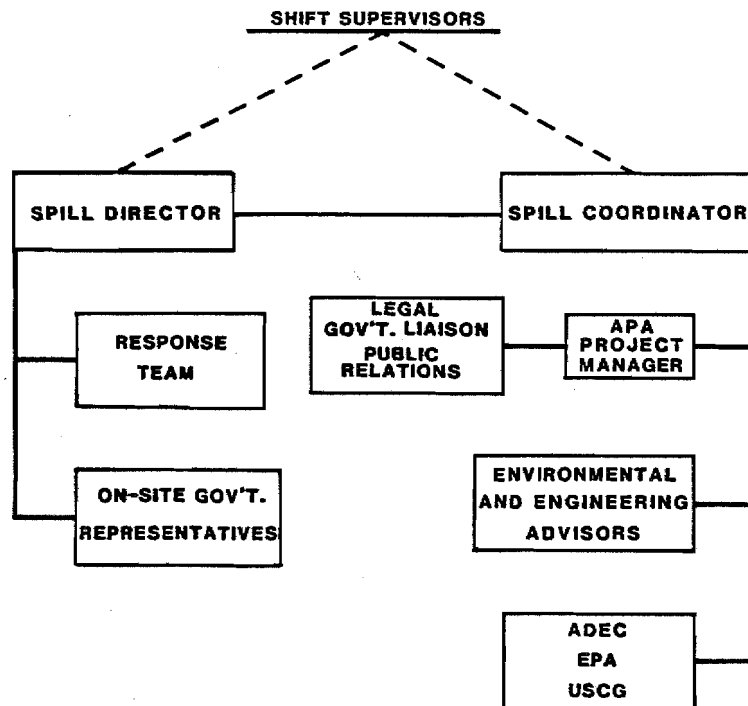 SHIFT SUPERVISORS
SPILL DIRECTOR
SPILL COORDINATOR
RESPONSE
TEAM
LEGAL
GOV'T. LIAISON
PUBLIC
RELATIONS
APA
PROJECT
MANAGER
ON-SITE GOV'T.
REPRESENTATIVES
ENVIRONMENTAL
AND ENGINEERING
ADVISORS
ADEC
EPA
USCG